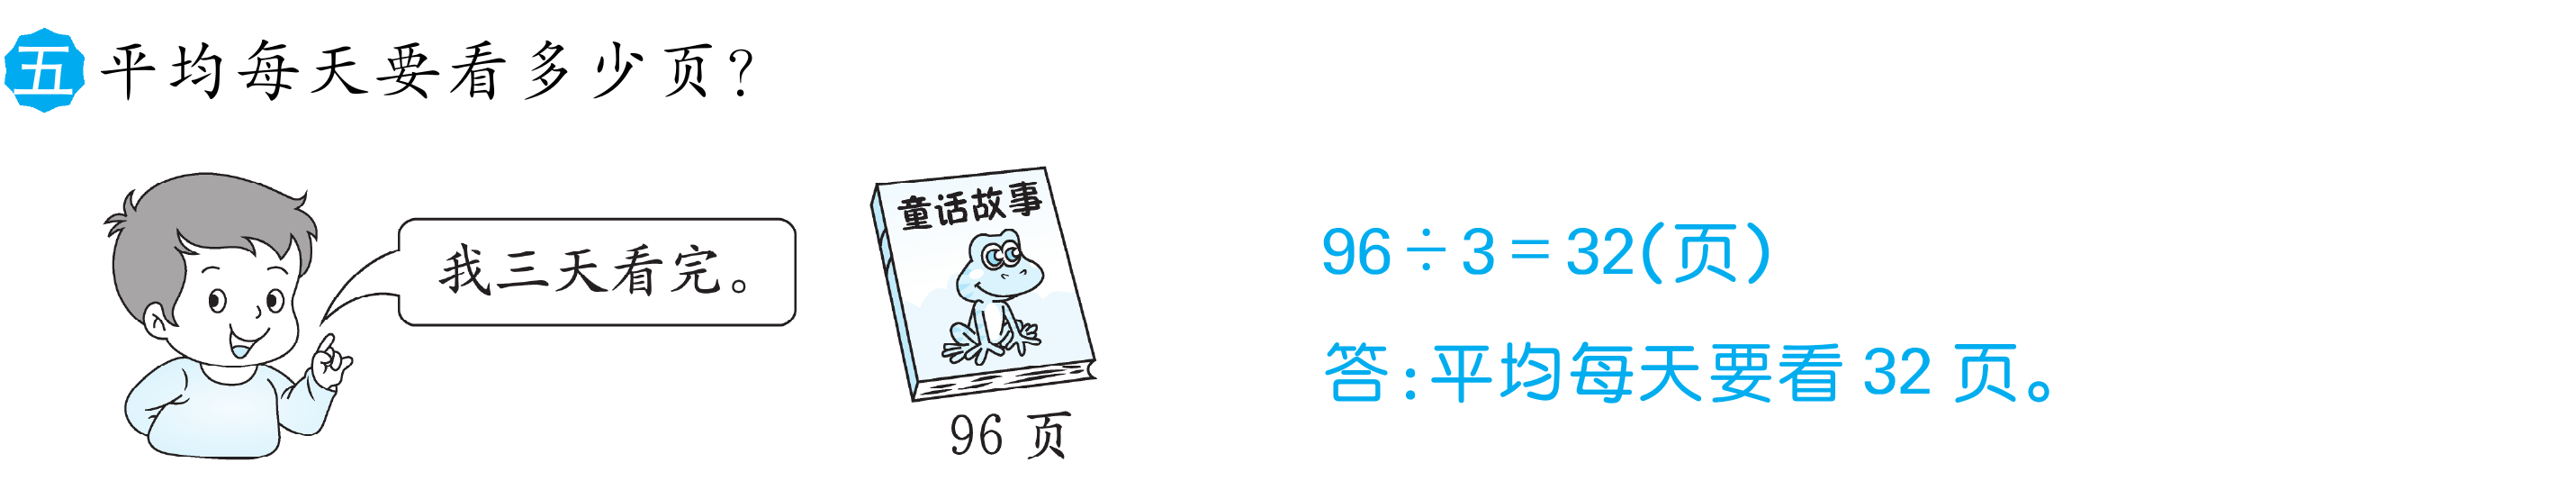 五 平均每天要看多少页?
我三天看完。
童话故事
96 页
96÷3=32(页)
答:平均每天要看 32 页。